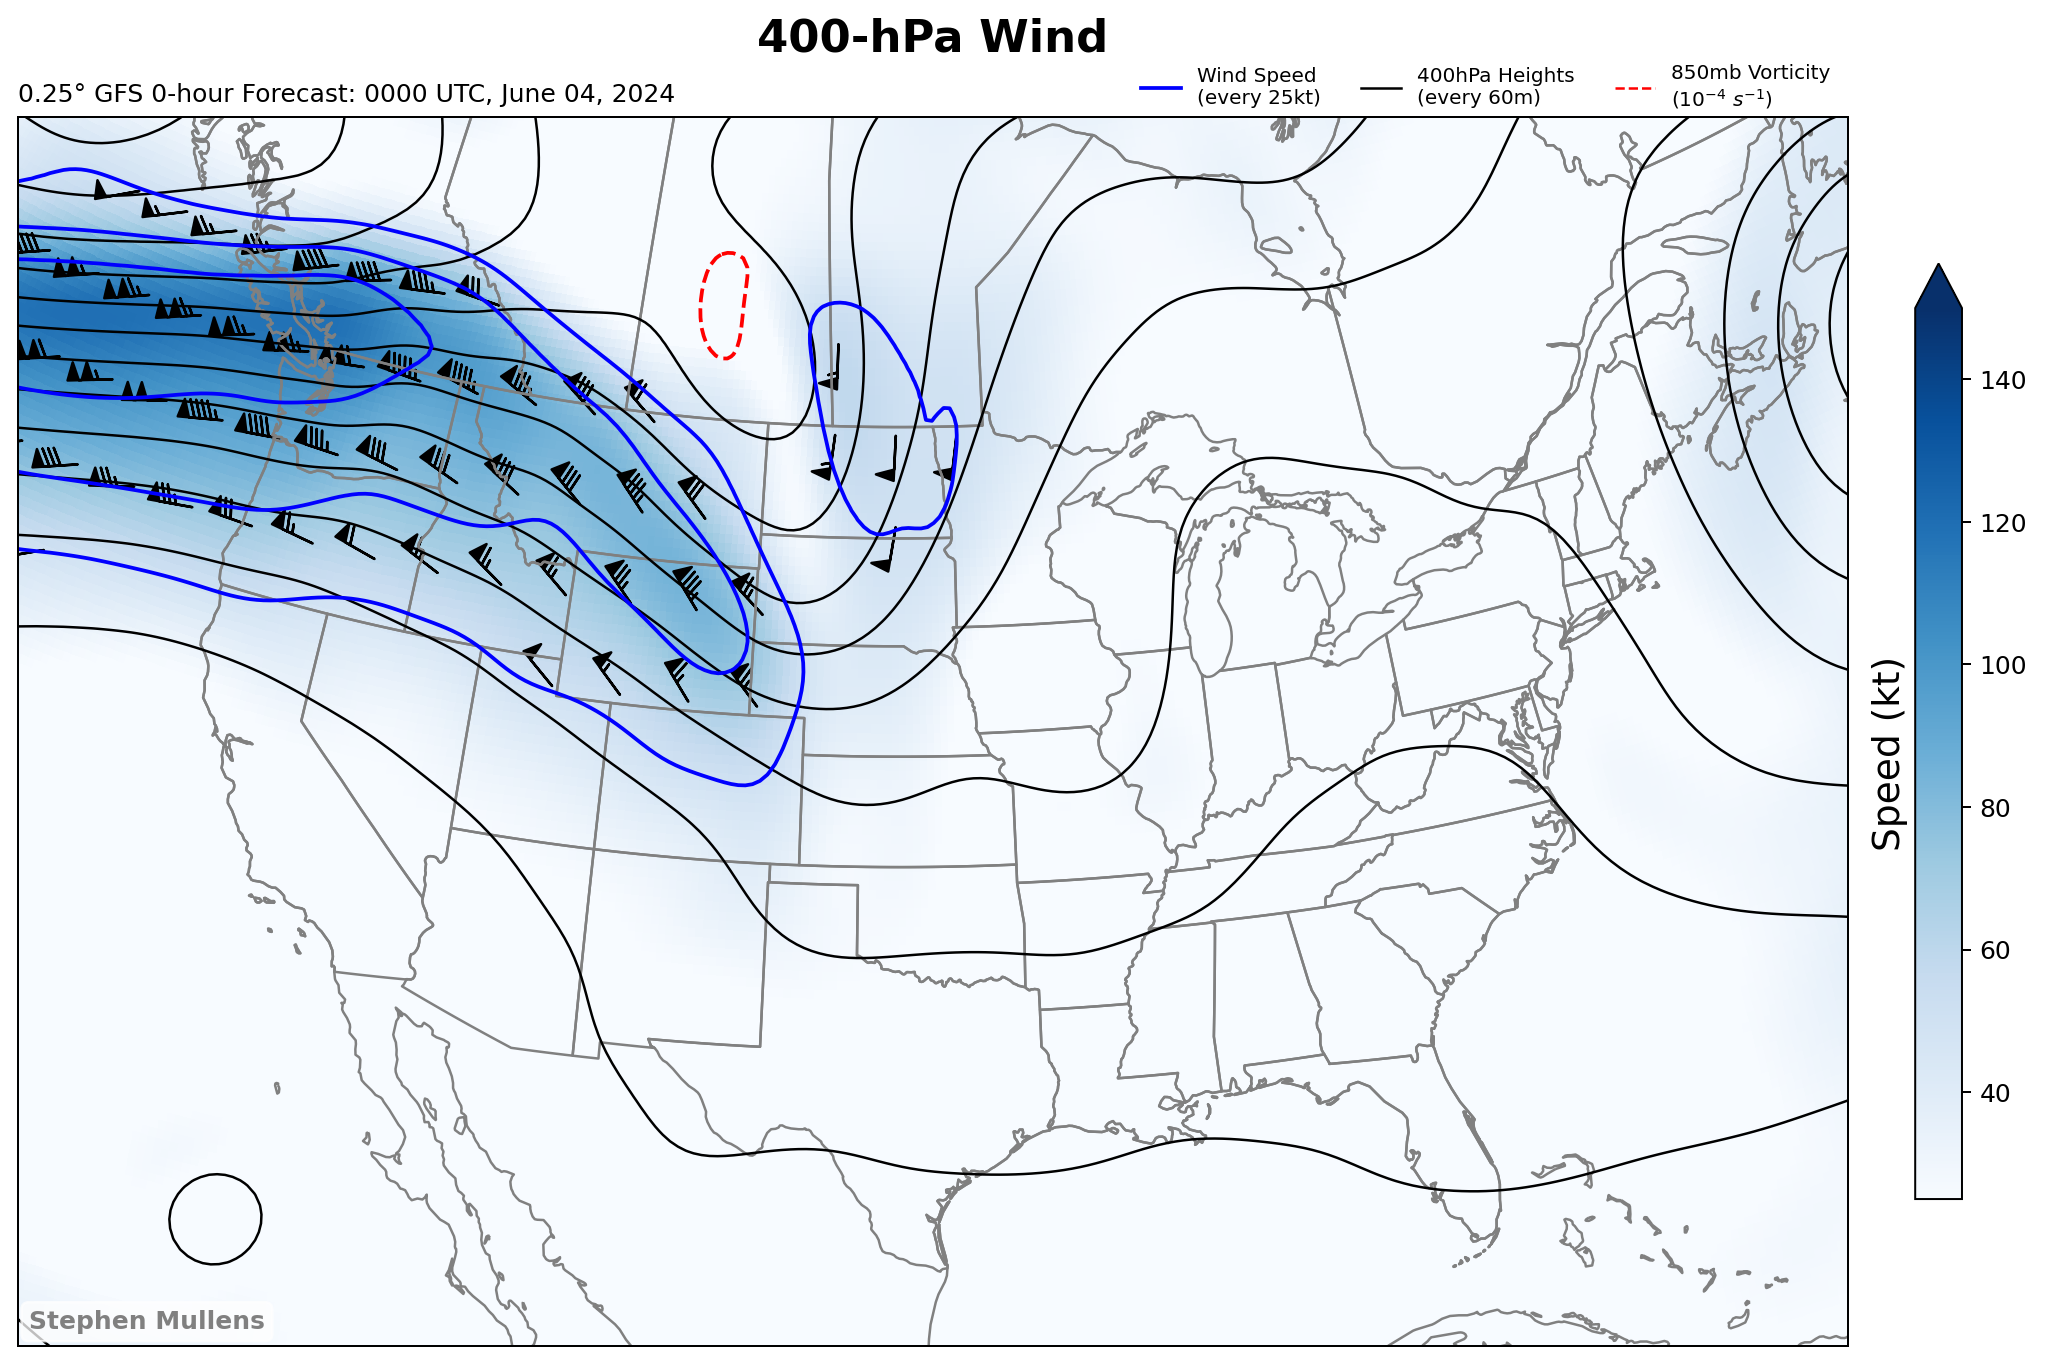 400-hPa Wind
0.25° GFS 0-hour Forecast: 0000 UTC, June 04, 2024
Wind Speed
(every 25kt)
400hPa Heights
(every 60m)
850mb Vorticity
(10⁻⁴ s⁻¹)
140
120
100
80
60
40
Speed (kt)
Stephen Mullens